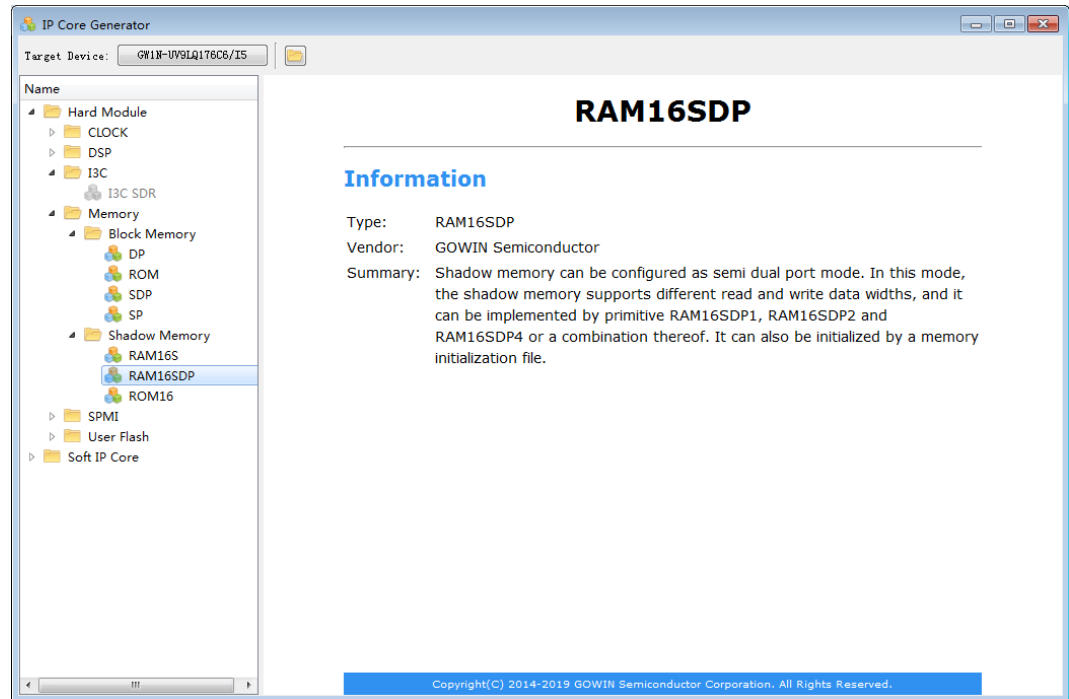 IP Core Generator
Target Device: GW1N-UV9LQ176C6/I5
Name
Hard Module
CLOCK
DSP
I3C
I3C SDR
Memory
Block Memory
DP
ROM
SDP
SP
Shadow Memory
RAM16S
RAM16SDP
ROM16
SPMI
User Flash
Soft IP Core
RAM16SDP
Information
Type: RAM16SDP
Vendor: GOWIN Semiconductor
Summary: Shadow memory can be configured as semi dual port mode. In this mode,
the shadow memory supports different read and write data widths, and it
can be implemented by primitive RAM16SDP1, RAM16SDP2 and
RAM16SDP4 or a combination thereof. It can also be initialized by a memory
initialization file.
Copyright(C) 2014-2019 GOWIN Semiconductor Corporation. All Rights Reserved.